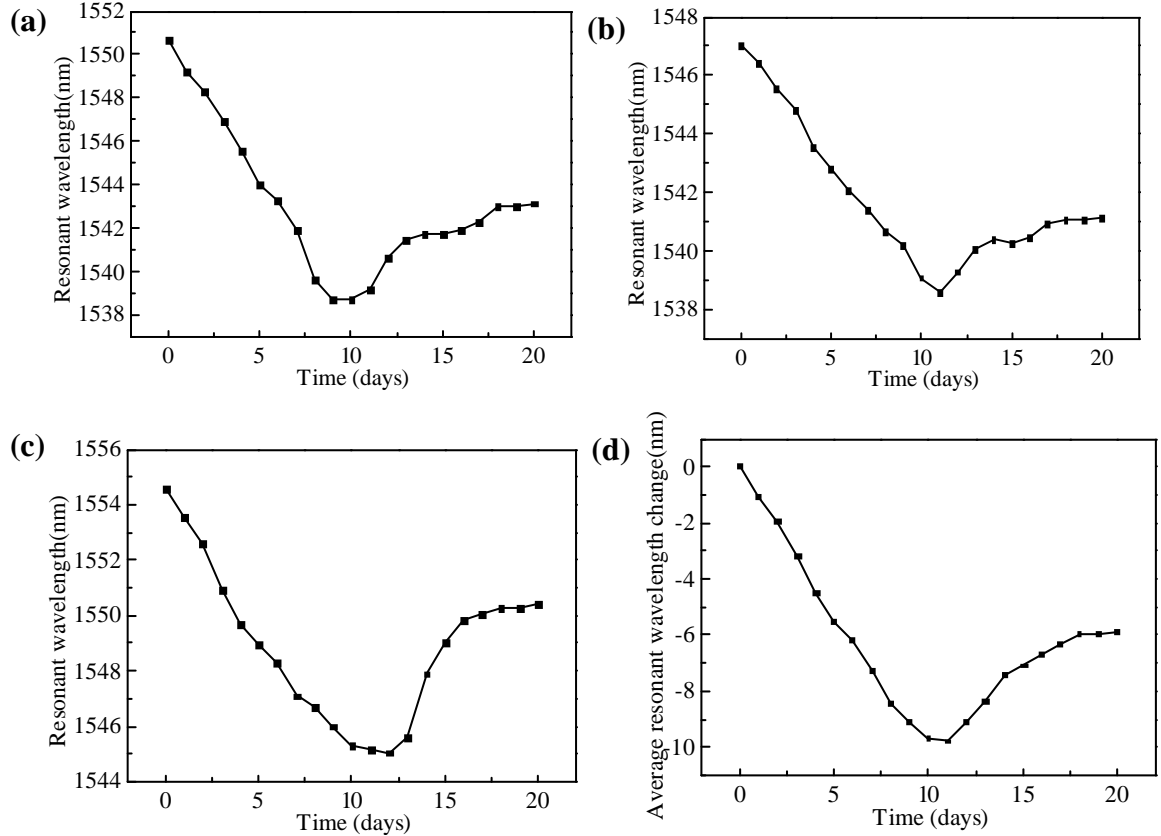 (a)
Resonant wavelength(nm)
1552
1550
1548
1546
1544
1542
1540
1538
0 5 10 15 20
Time (days)
(b)
Resonant wavelength(nm)
1548
1546
1544
1542
1540
1538
0 5 10 15 20
Time (days)
(c)
Resonant wavelength(nm)
1556
1554
1552
1550
1548
1546
1544
0 5 10 15 20
Time (days)
(d)
Average resonant wavelength change(nm)
0
-2
-4
-6
-8
-10
0 5 10 15 20
Time (days)